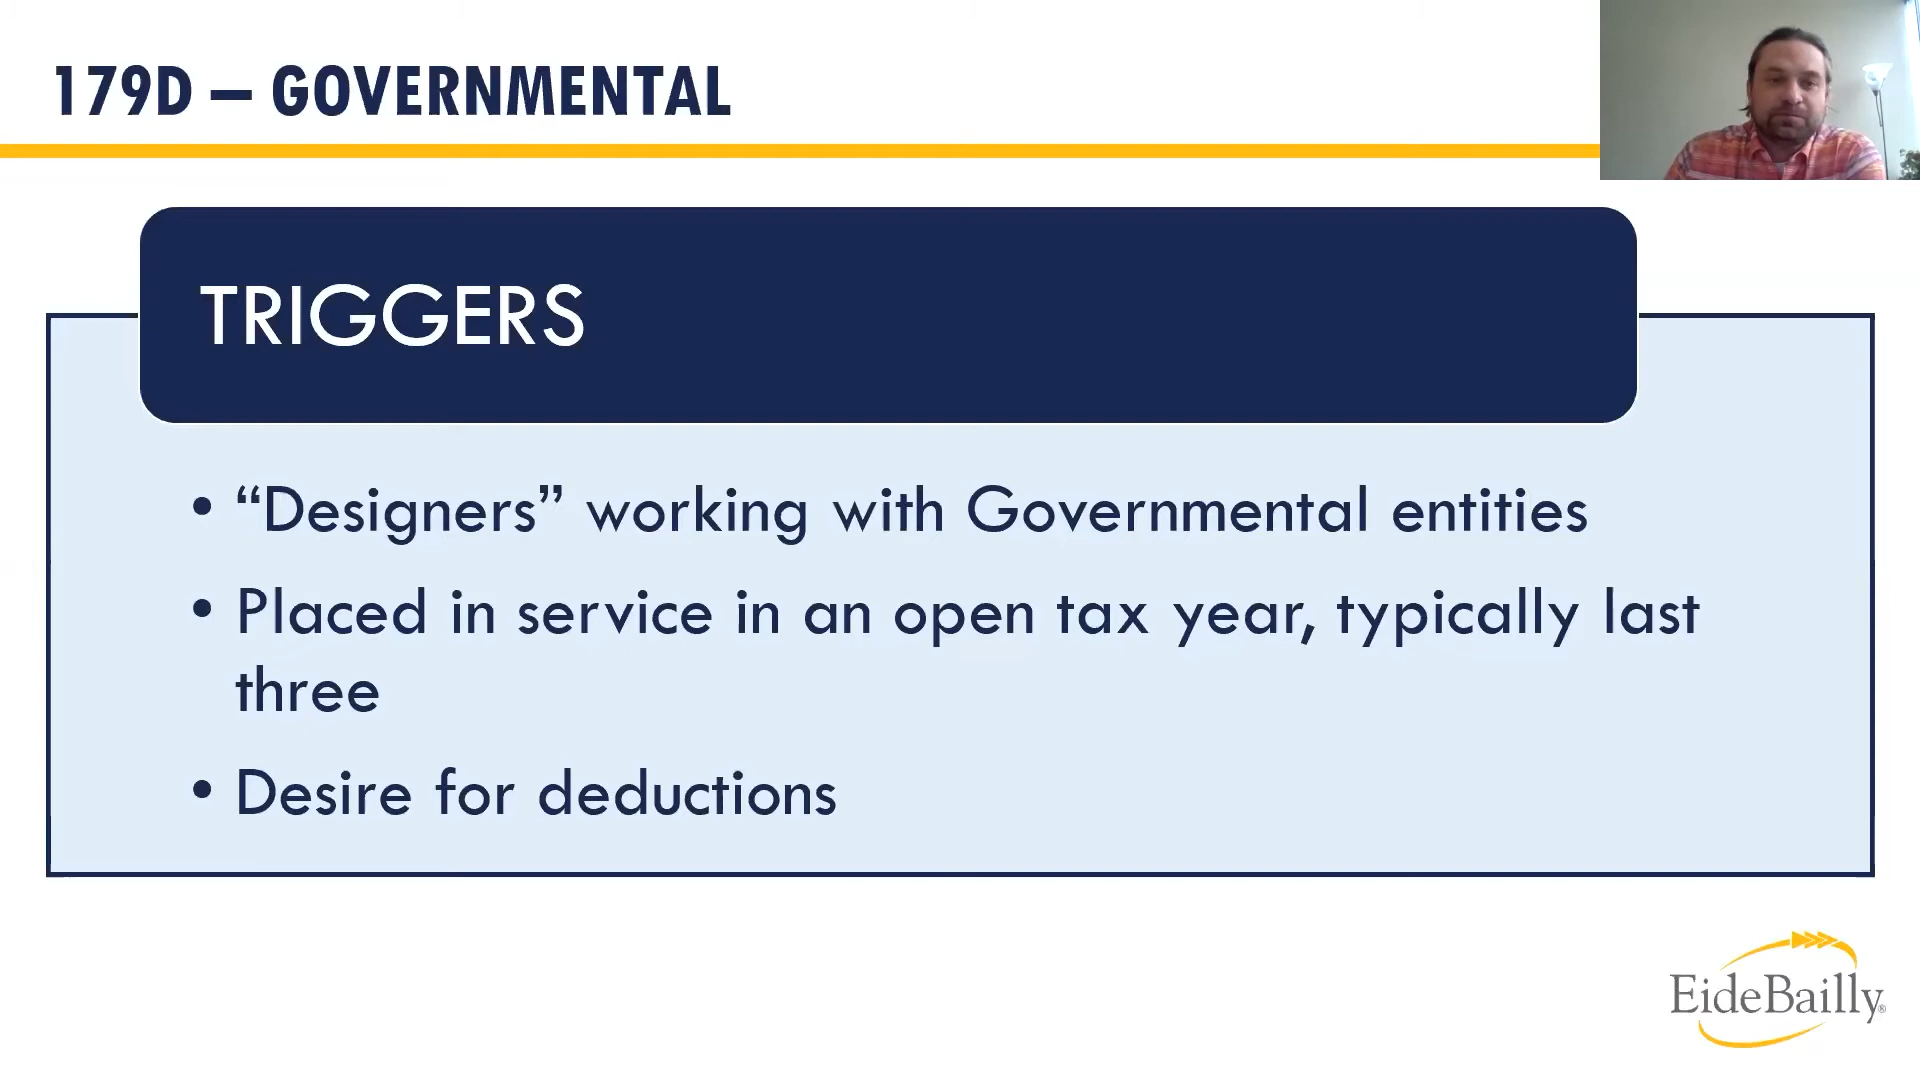 179D – GOVERNMENTAL
TRIGGERS
• “Designers” working with Governmental entities
• Placed in service in an open tax year, typically last
three
• Desire for deductions
EideBailly®